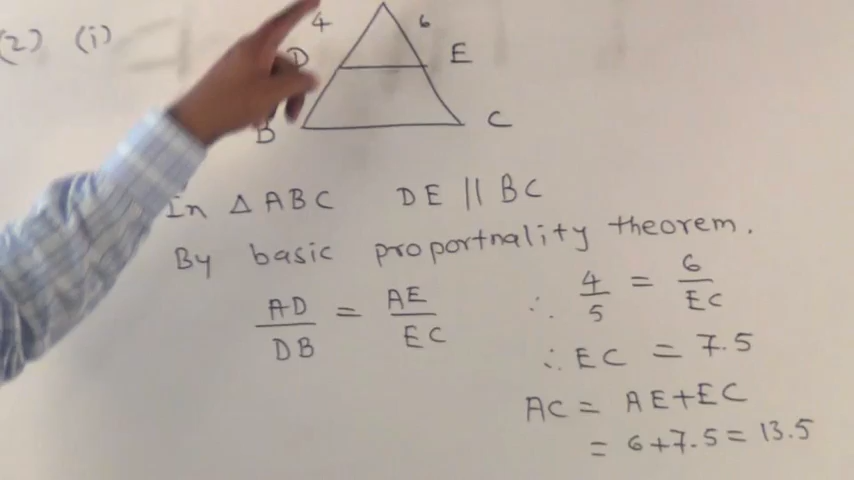 (2) (i)
4 6
D E
B C
In Δ ABC DE || BC
By basic proportnality theorem.
AD/DB = AE/EC ∴ 4/5 = 6/EC
∴ EC = 7.5
AC = AE+EC
= 6+7.5 = 13.5